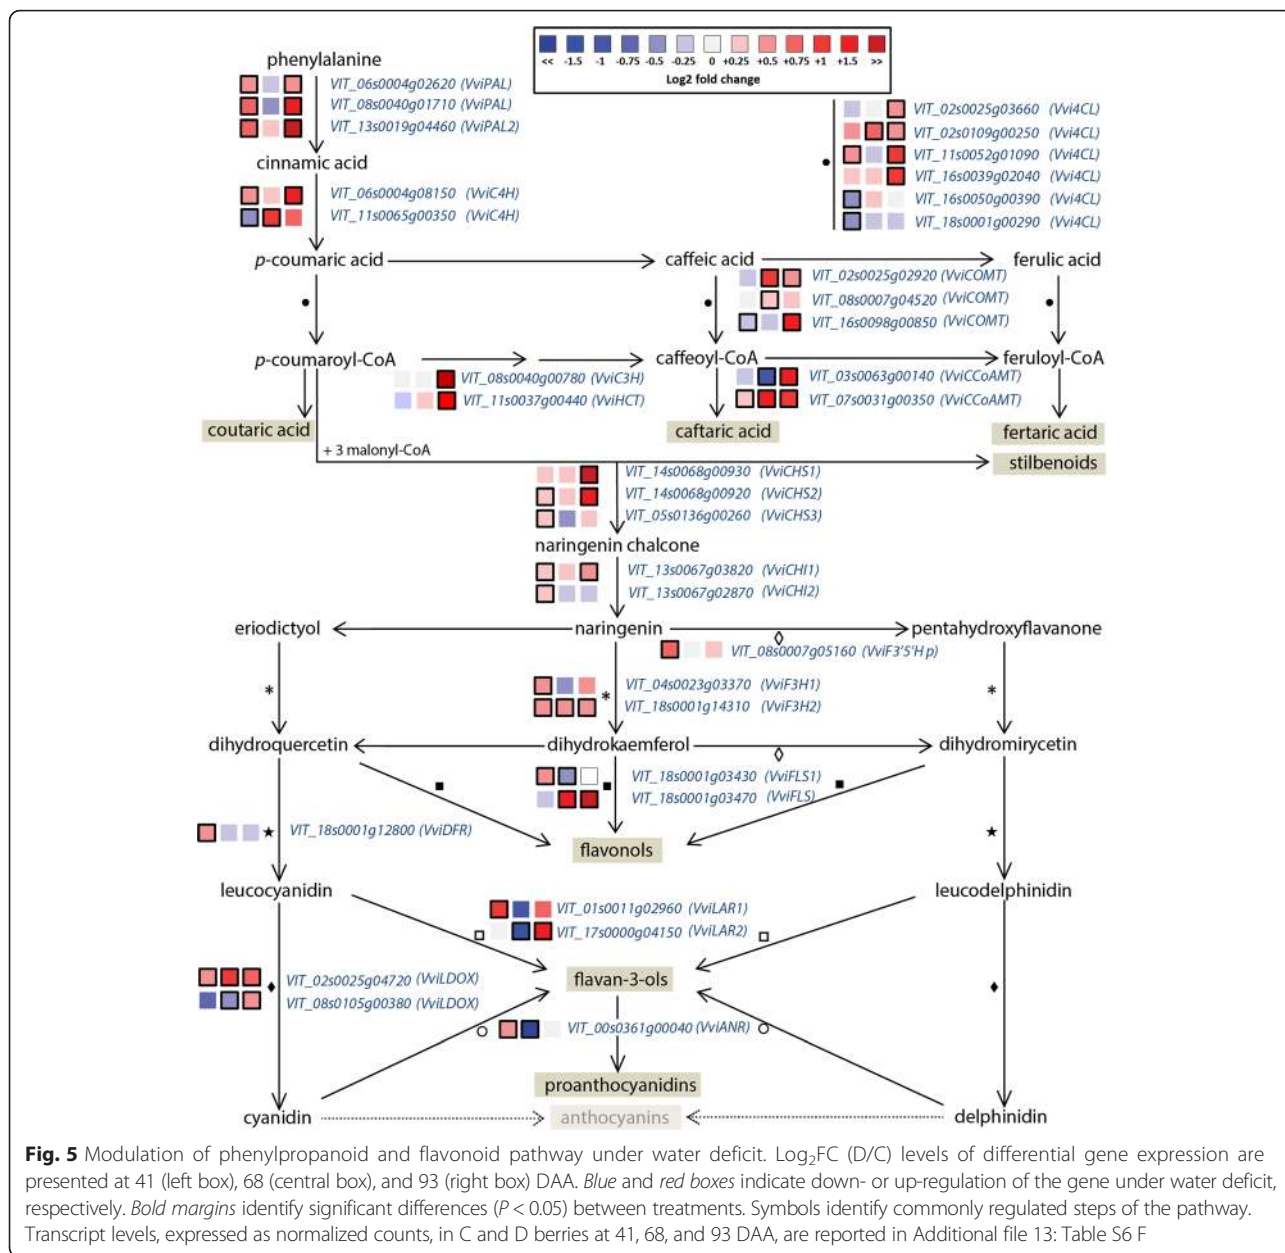 phenylalanine
<< -1.5 -1 -0.75 -0.5 -0.25 0 +0.25 +0.5 +0.75 +1 +1.5 >>
Log2 fold change
VIT_06s0004g02620 (VviPAL)
VIT_08s0040g01710 (VviPAL)
VIT_13s0019g04460 (VviPAL2)
VIT_02s0025g03660 (Vvi4CL)
VIT_02s0109g00250 (Vvi4CL)
VIT_11s0052g01090 (Vvi4CL)
VIT_16s0039g02040 (Vvi4CL)
VIT_16s0050g00390 (Vvi4CL)
VIT_18s0001g00290 (Vvi4CL)
cinnamic acid
VIT_06s0004g08150 (VviC4H)
VIT_11s0065g00350 (VviC4H)
p-coumaric acid caffeic acid ferulic acid
VIT_02s0025g02920 (VviCOMT)
VIT_08s0007g04520 (VviCOMT)
VIT_16s0098g00850 (VviCOMT)
p-coumaroyl-CoA caffeoyl-CoA feruloyl-CoA
VIT_08s0040g00780 (VviC3H)
VIT_11s0037g00440 (VviHCT)
VIT_03s0063g00140 (VviCCoAMT)
VIT_07s0031g00350 (VviCCoAMT)
coutaric acid caftaric acid fertaric acid
+ 3 malonyl-CoA
stilbenoids
VIT_14s0068g00930 (VviCHS1)
VIT_14s0068g00920 (VviCHS2)
VIT_05s0136g00260 (VviCHS3)
naringenin chalcone
VIT_13s0067g03820 (VviCHI1)
VIT_13s0067g02870 (VviCHI2)
eriodictyol naringenin pentahydroxyflavanone
VIT_08s0007g05160 (VviF3'5'H p)
VIT_04s0023g03370 (VviF3H1)
VIT_18s0001g14310 (VviF3H2)
dihydroquercetin dihydrokaemferol dihydromirycetin
VIT_18s0001g03430 (VviFLS1)
VIT_18s0001g03470 (VviFLS)
VIT_18s0001g12800 (VviDFR)
flavonols
leucocyanidin leucodelphinidin
VIT_01s0011g02960 (VviLAR1)
VIT_17s0000g04150 (VviLAR2)
flavan-3-ols
VIT_02s0025g04720 (VviLDOX)
VIT_08s0105g00380 (VviLDOX)
VIT_00s0361g00040 (VviANR)
proanthocyanidins
cyanidin anthocyanins delphinidin
Fig. 5 Modulation of phenylpropanoid and flavonoid pathway under water deficit. Log2FC (D/C) levels of differential gene expression are
presented at 41 (left box), 68 (central box), and 93 (right box) DAA. Blue and red boxes indicate down- or up-regulation of the gene under water deficit,
respectively. Bold margins identify significant differences (P < 0.05) between treatments. Symbols identify commonly regulated steps of the pathway.
Transcript levels, expressed as normalized counts, in C and D berries at 41, 68, and 93 DAA, are reported in Additional file 13: Table S6 F